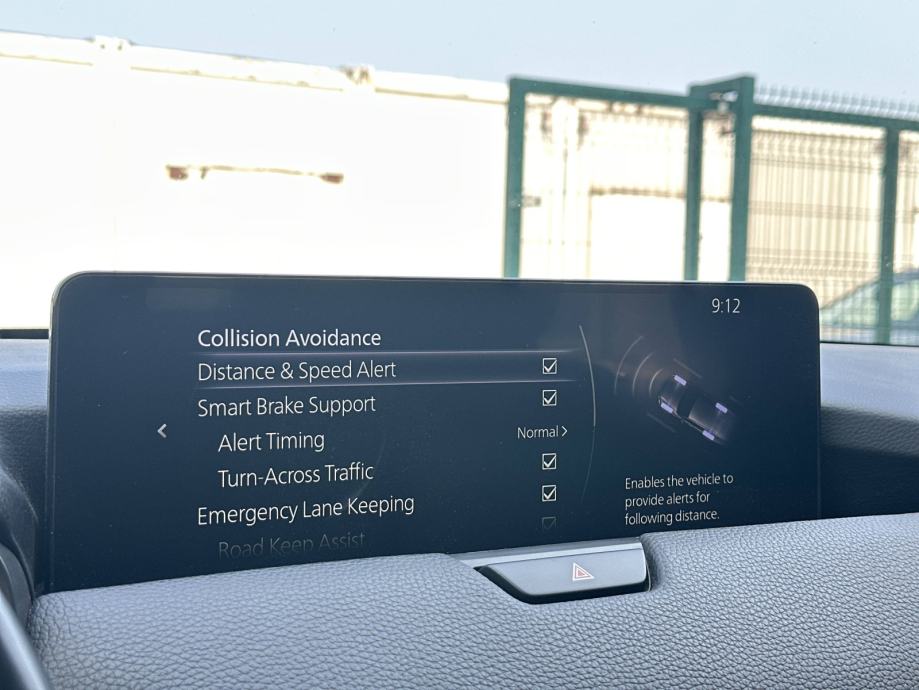 9:12
Collision Avoidance
Distance & Speed Alert
Smart Brake Support
Alert Timing Normal >
Turn-Across Traffic
Emergency Lane Keeping
Road Keep Assist
Enables the vehicle to
provide alerts for
following distance.